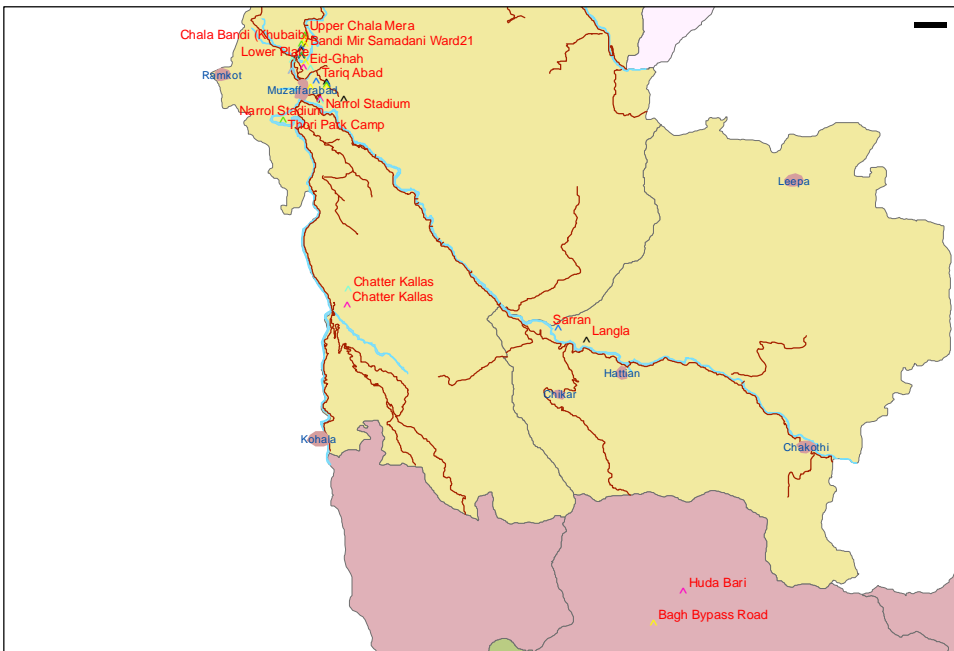 Upper Chala Mera
Chala Bandi (Khubaib)
Bandi Mir Samadani Ward21
Lower Plate
Eid-Ghah
Ramkot
Tariq Abad
Muzaffarabad
Narrol Stadium
Narrol Stadium
Thori Park Camp
Leepa
Chatter Kallas
Chatter Kallas
Sarran
Langla
Hattian
Chikar
Kohala
Chakothi
Huda Bari
Bagh Bypass Road